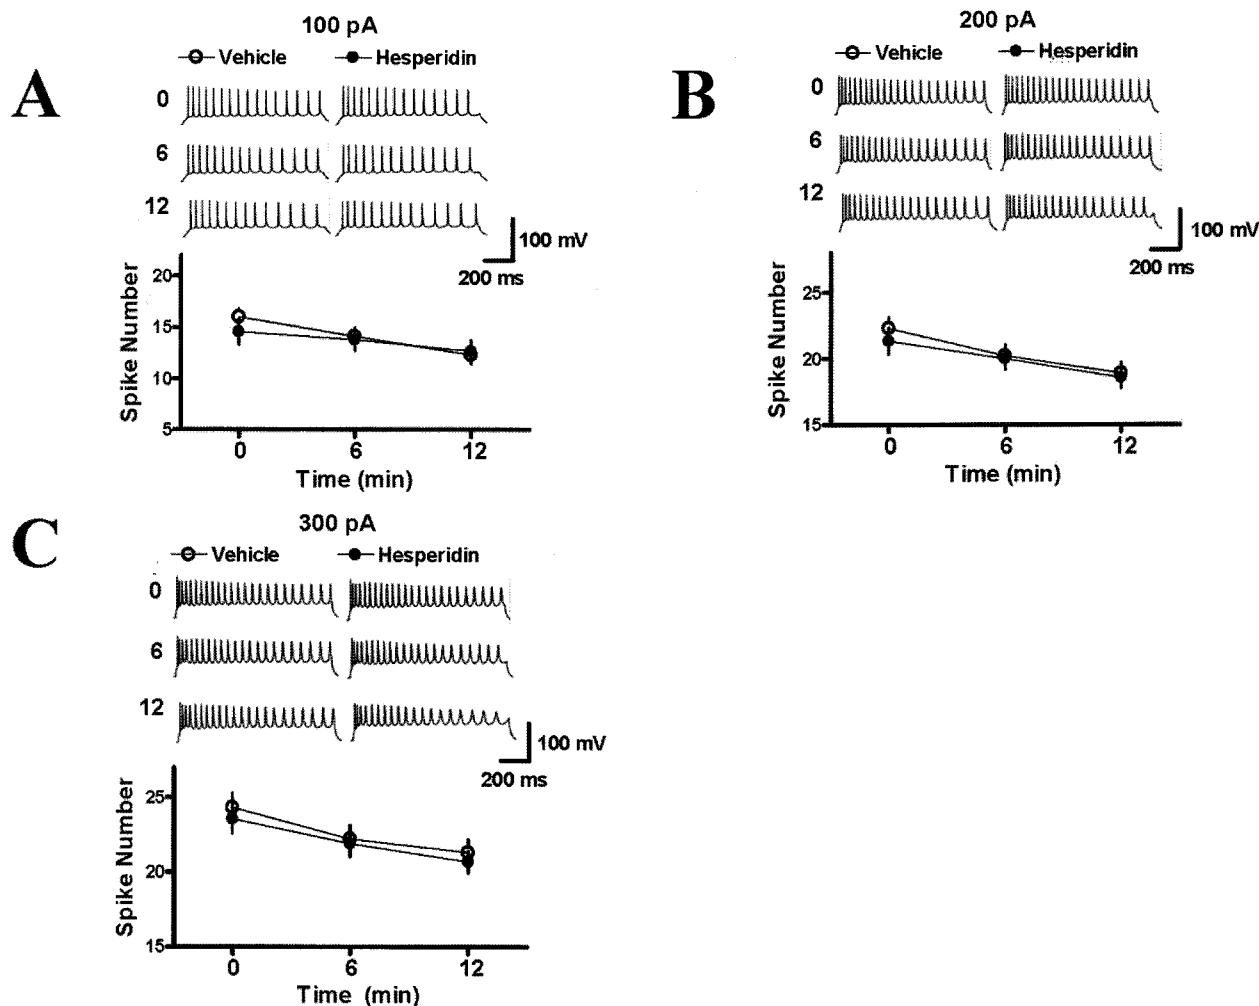 A
100 pA
Vehicle Hesperidin
0
6
12
100 mV
200 ms
Spike Number
20
15
10
5
0 6 12
Time (min)
B
200 pA
Vehicle Hesperidin
0
6
12
100 mV
200 ms
Spike Number
25
20
15
0 6 12
Time (min)
C
300 pA
Vehicle Hesperidin
0
6
12
100 mV
200 ms
Spike Number
25
20
15
0 6 12
Time (min)